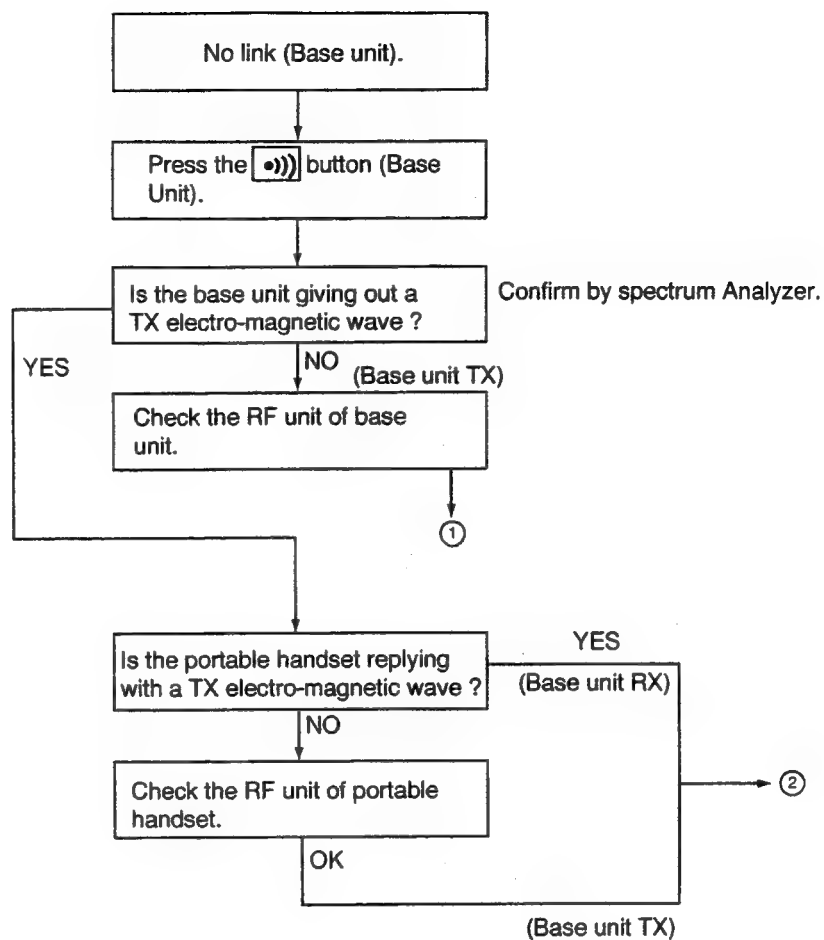 No link (Base unit).
Press the •))) button (Base
Unit).
Is the base unit giving out a
TX electro-magnetic wave ?
Confirm by spectrum Analyzer.
YES
NO
(Base unit TX)
Check the RF unit of base
unit.
①
Is the portable handset replying
with a TX electro-magnetic wave ?
YES
(Base unit RX)
NO
Check the RF unit of portable
handset.
②
OK
(Base unit TX)